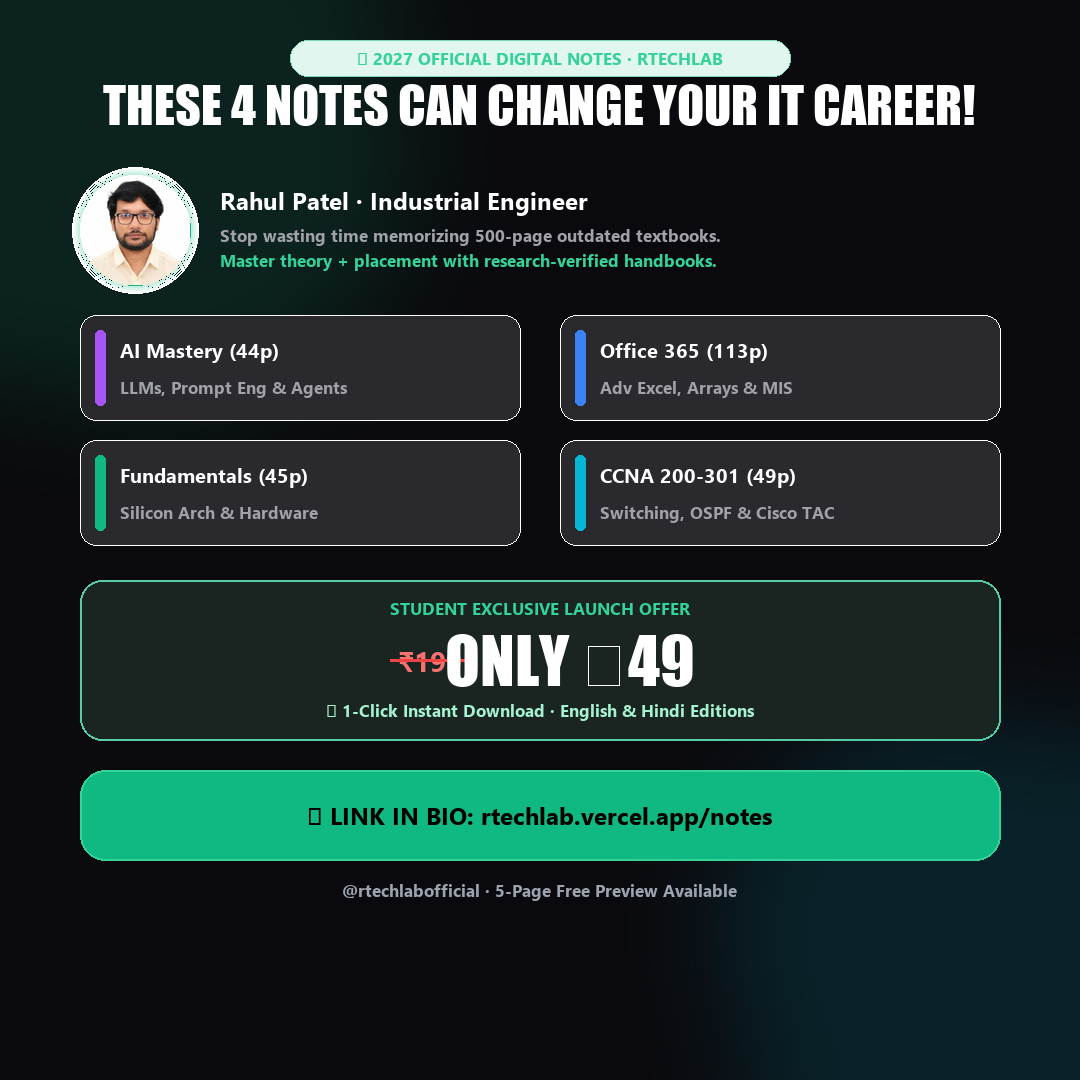 2027 OFFICIAL DIGITAL NOTES · RTECHLAB
THESE 4 NOTES CAN CHANGE YOUR IT CAREER!
Rahul Patel · Industrial Engineer
Stop wasting time memorizing 500-page outdated textbooks.
Master theory + placement with research-verified handbooks.
AI Mastery (44p)
LLMs, Prompt Eng & Agents
Office 365 (113p)
Adv Excel, Arrays & MIS
Fundamentals (45p)
Silicon Arch & Hardware
CCNA 200-301 (49p)
Switching, OSPF & Cisco TAC
STUDENT EXCLUSIVE LAUNCH OFFER
ONLY 49
1-Click Instant Download · English & Hindi Editions
LINK IN BIO: rtechlab.vercel.app/notes
@rtechlabofficial · 5-Page Free Preview Available